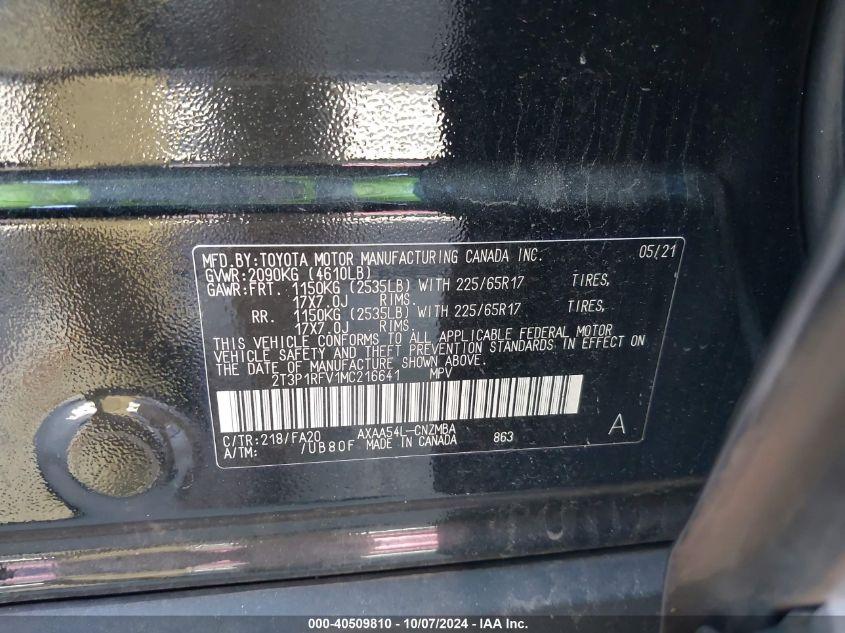 MFD.BY:TOYOTA MOTOR MANUFACTURING CANADA INC. 05/21
GVWR:2090KG (4610LB)
GAWR:FRT. 1150KG (2535LB) WITH 225/65R17 TIRES,
17X7.0J RIMS.
RR. 1150KG (2535LB) WITH 225/65R17 TIRES,
17X7.0J RIMS.
THIS VEHICLE CONFORMS TO ALL APPLICABLE FEDERAL MOTOR
VEHICLE SAFETY AND THEFT PREVENTION STANDARDS IN EFFECT ON
THE DATE OF MANUFACTURE SHOWN ABOVE.
2T3P1RFV1MC216641 MPV
C/TR:218/FA20 AXAA54L-CNZMBA 863 A
A/TM: /UB80F MADE IN CANADA
000-40509810 - 10/07/2024 - © IAA Inc.